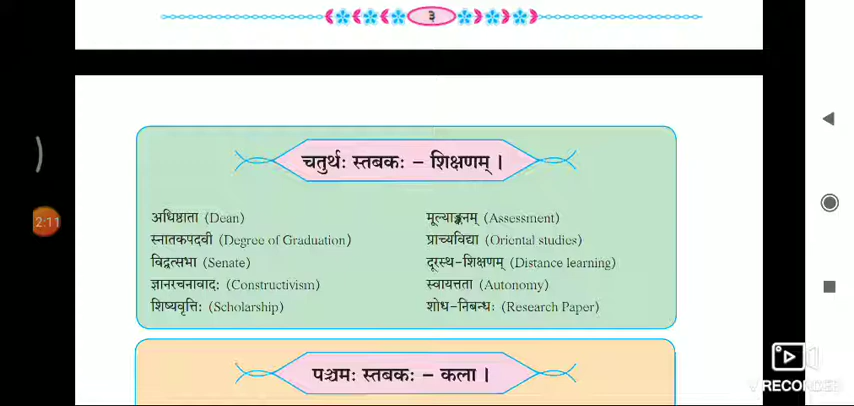 ३
चतुर्थः स्तबकः – शिक्षणम् ।
अधिष्ठाता (Dean)
स्नातकपदवी (Degree of Graduation)
विद्वत्सभा (Senate)
ज्ञानरचनावादः (Constructivism)
शिष्यवृत्तिः (Scholarship)
मूल्याङ्कनम् (Assessment)
प्राच्यविद्या (Oriental studies)
दूरस्थ-शिक्षणम् (Distance learning)
स्वायत्तता (Autonomy)
शोध-निबन्धः (Research Paper)
पञ्चमः स्तबकः – कला ।
2:11
V RECORDER